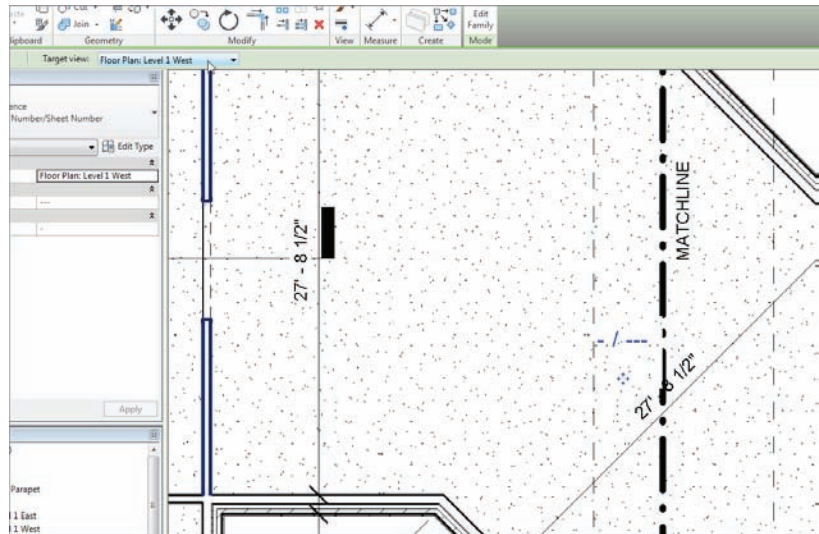 Cut
Join
Edit
Family
Geometry
Modify
View
Measure
Create
Mode
Target view: Floor Plan: Level 1 West
Number/Sheet Number
Edit Type
Floor Plan: Level 1 West
---
-
Apply
Parapet
1 East
1 West
27' - 8 1/2"
MATCHLINE
- / ---
27' - 8 1/2"